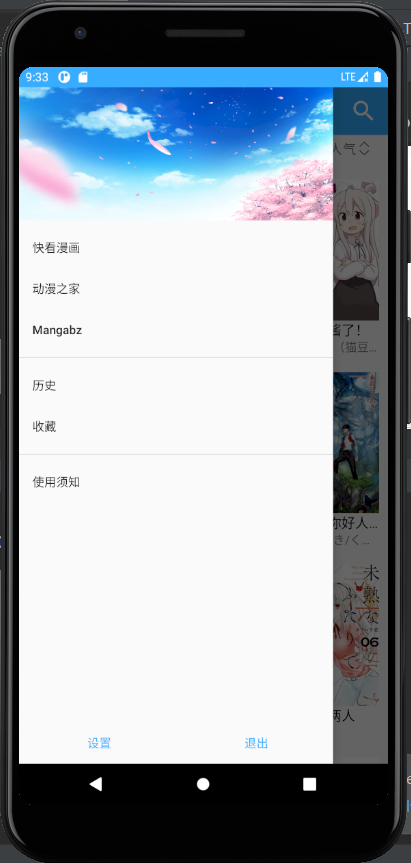 9:33
LTE
人气
快看漫画
动漫之家
Mangabz
酱了!
(猫豆...
历史
收藏
使用须知
你好人...
き/く...
未熟な
06
两人
设置
退出